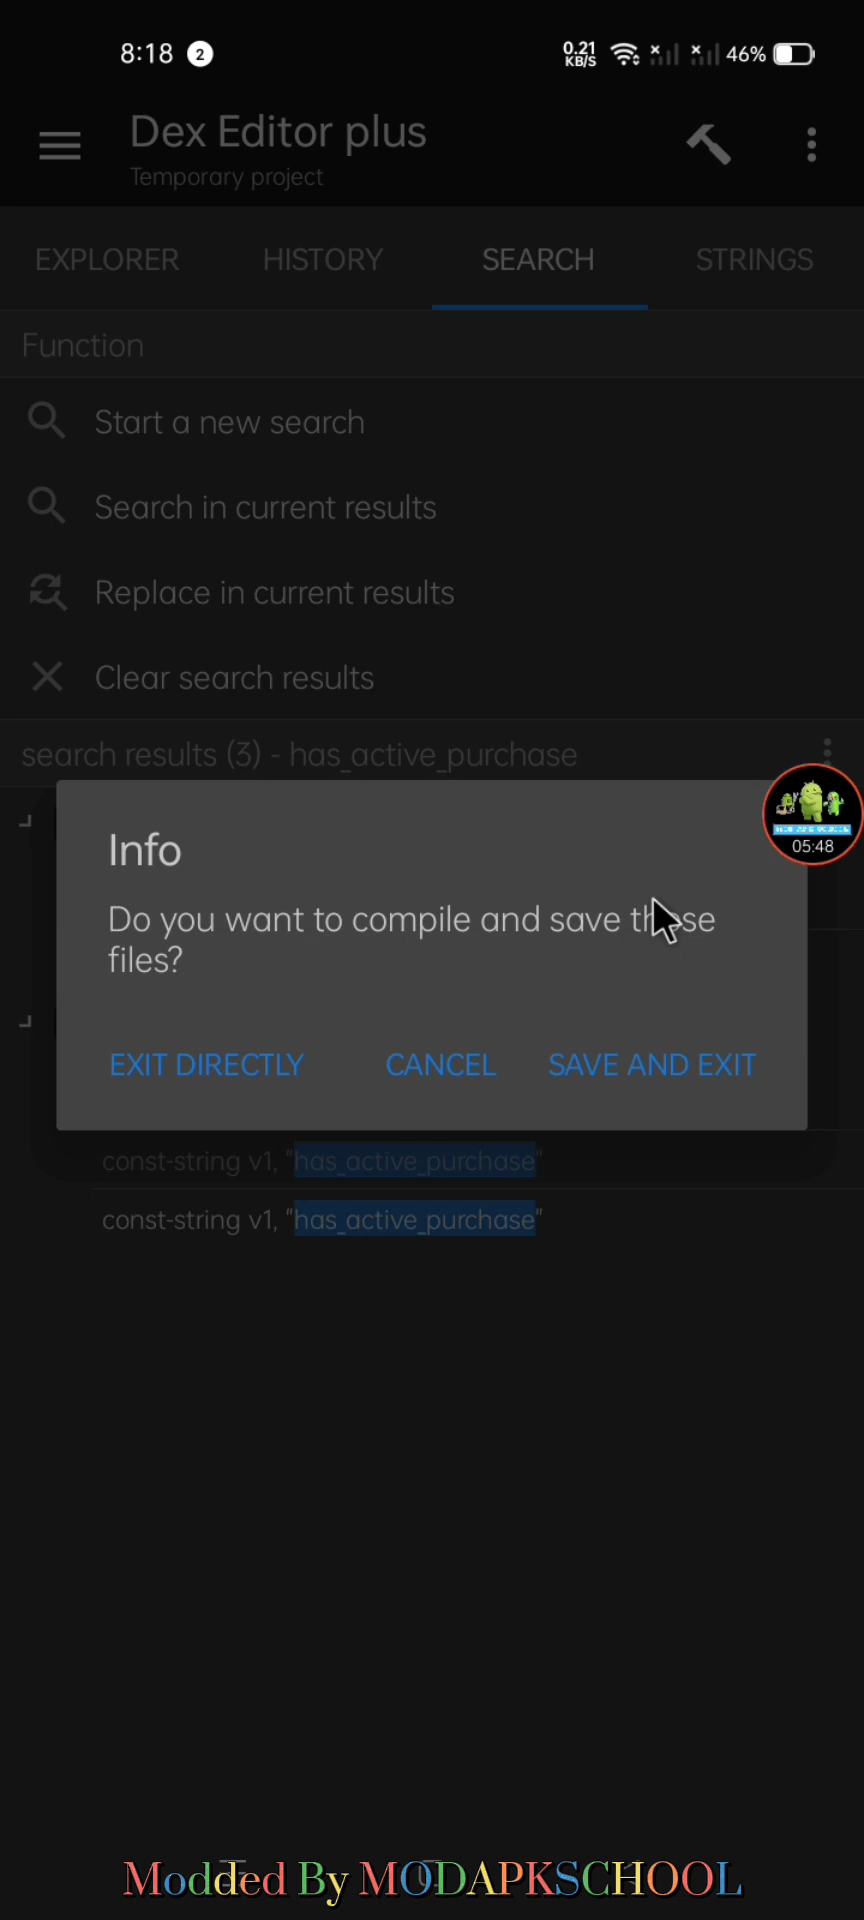 8:18 2 0.21 KB/S 46%
Dex Editor plus
Temporary project
EXPLORER HISTORY SEARCH STRINGS
Function
Start a new search
Search in current results
Replace in current results
Clear search results
search results (3) - has_active_purchase
Info
05:48
Do you want to compile and save these
files?
EXIT DIRECTLY CANCEL SAVE AND EXIT
const-string v1, "has_active_purchase"
const-string v1, "has_active_purchase"
Modded By MODAPKSCHOOL